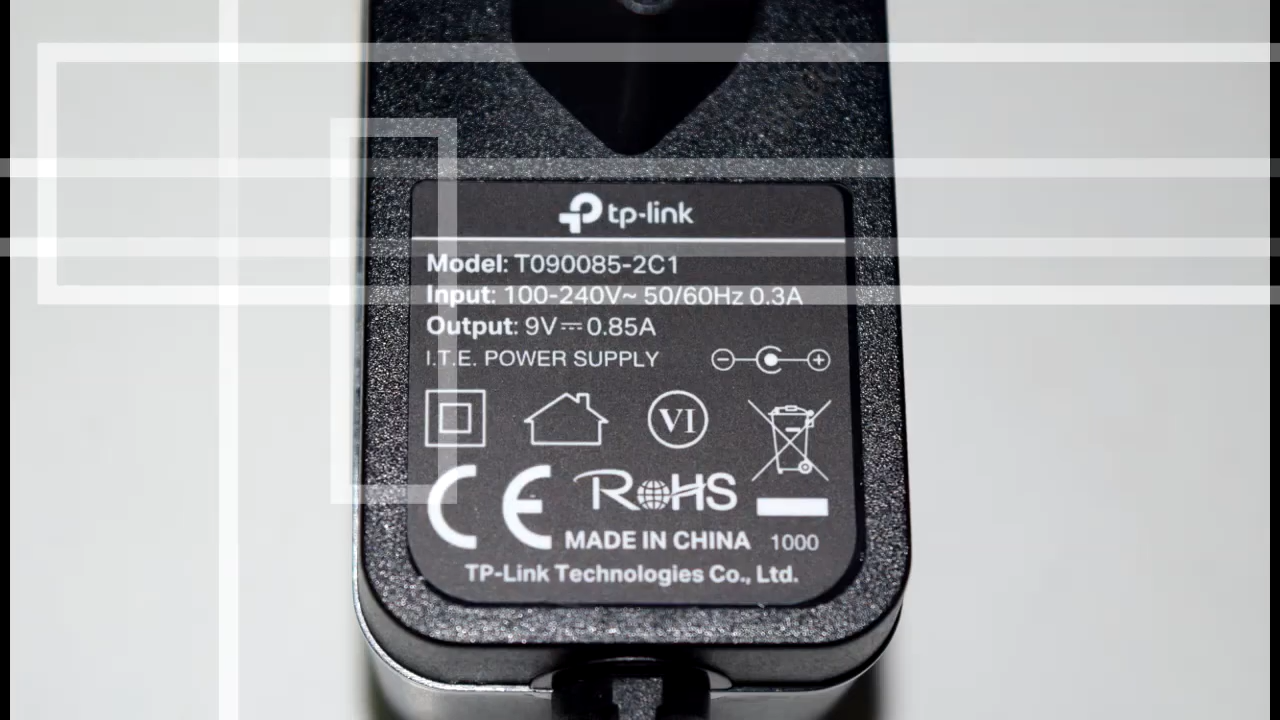 tp-link
Model: T090085-2C1
Input: 100-240V~ 50/60Hz 0.3A
Output: 9V⎓0.85A
I.T.E. POWER SUPPLY
VI
CE RoHS
MADE IN CHINA 1000
TP-Link Technologies Co., Ltd.